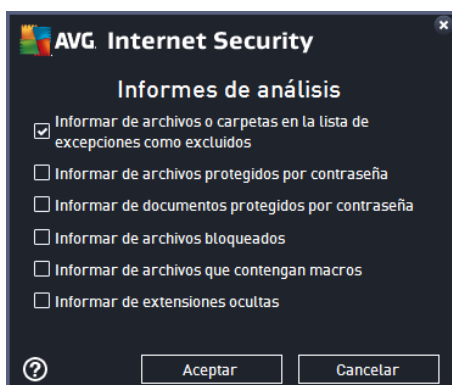 AVG Internet Security
Informes de análisis
Informar de archivos o carpetas en la lista de
excepciones como excluidos
Informar de archivos protegidos por contraseña
Informar de documentos protegidos por contraseña
Informar de archivos bloqueados
Informar de archivos que contengan macros
Informar de extensiones ocultas
?
Aceptar
Cancelar